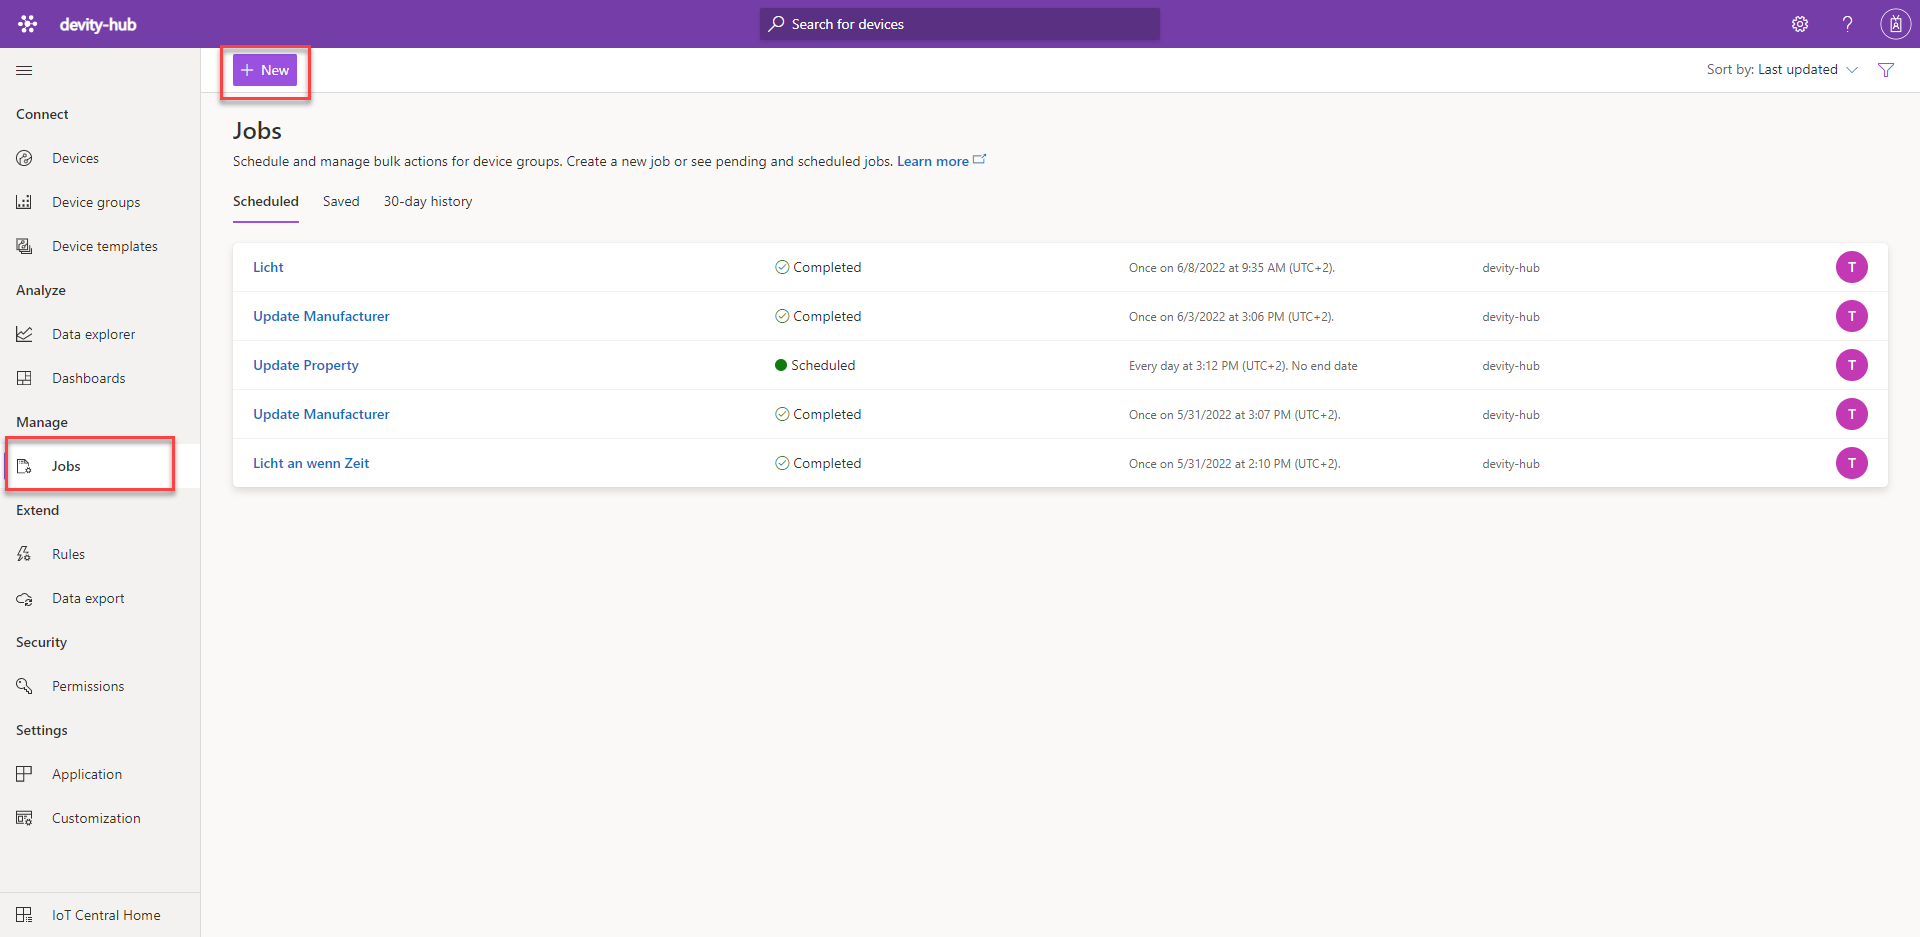 devity-hub
Search for devices
New
Sort by: Last updated
Connect
Devices
Device groups
Device templates
Analyze
Data explorer
Dashboards
Manage
Jobs
Extend
Rules
Data export
Security
Permissions
Settings
Application
Customization
IoT Central Home
Jobs
Schedule and manage bulk actions for device groups. Create a new job or see pending and scheduled jobs. Learn more
Scheduled Saved 30-day history
Licht Completed Once on 6/8/2022 at 9:35 AM (UTC+2). devity-hub T
Update Manufacturer Completed Once on 6/3/2022 at 3:06 PM (UTC+2). devity-hub T
Update Property Scheduled Every day at 3:12 PM (UTC+2). No end date devity-hub T
Update Manufacturer Completed Once on 5/31/2022 at 3:07 PM (UTC+2). devity-hub T
Licht an wenn Zeit Completed Once on 5/31/2022 at 2:10 PM (UTC+2). devity-hub T